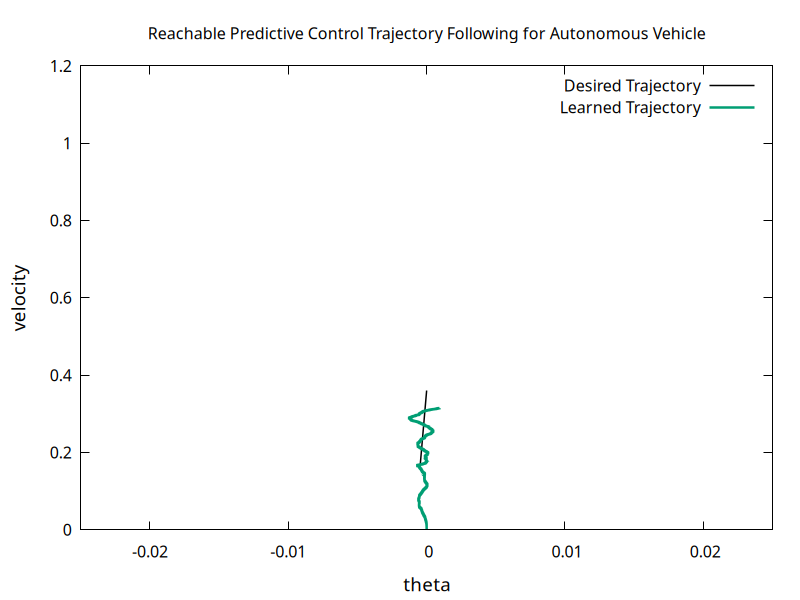 Reachable Predictive Control Trajectory Following for Autonomous Vehicle
Desired Trajectory
Learned Trajectory
1.2
1
0.8
0.6
0.4
0.2
0
velocity
-0.02
-0.01
0
0.01
0.02
theta